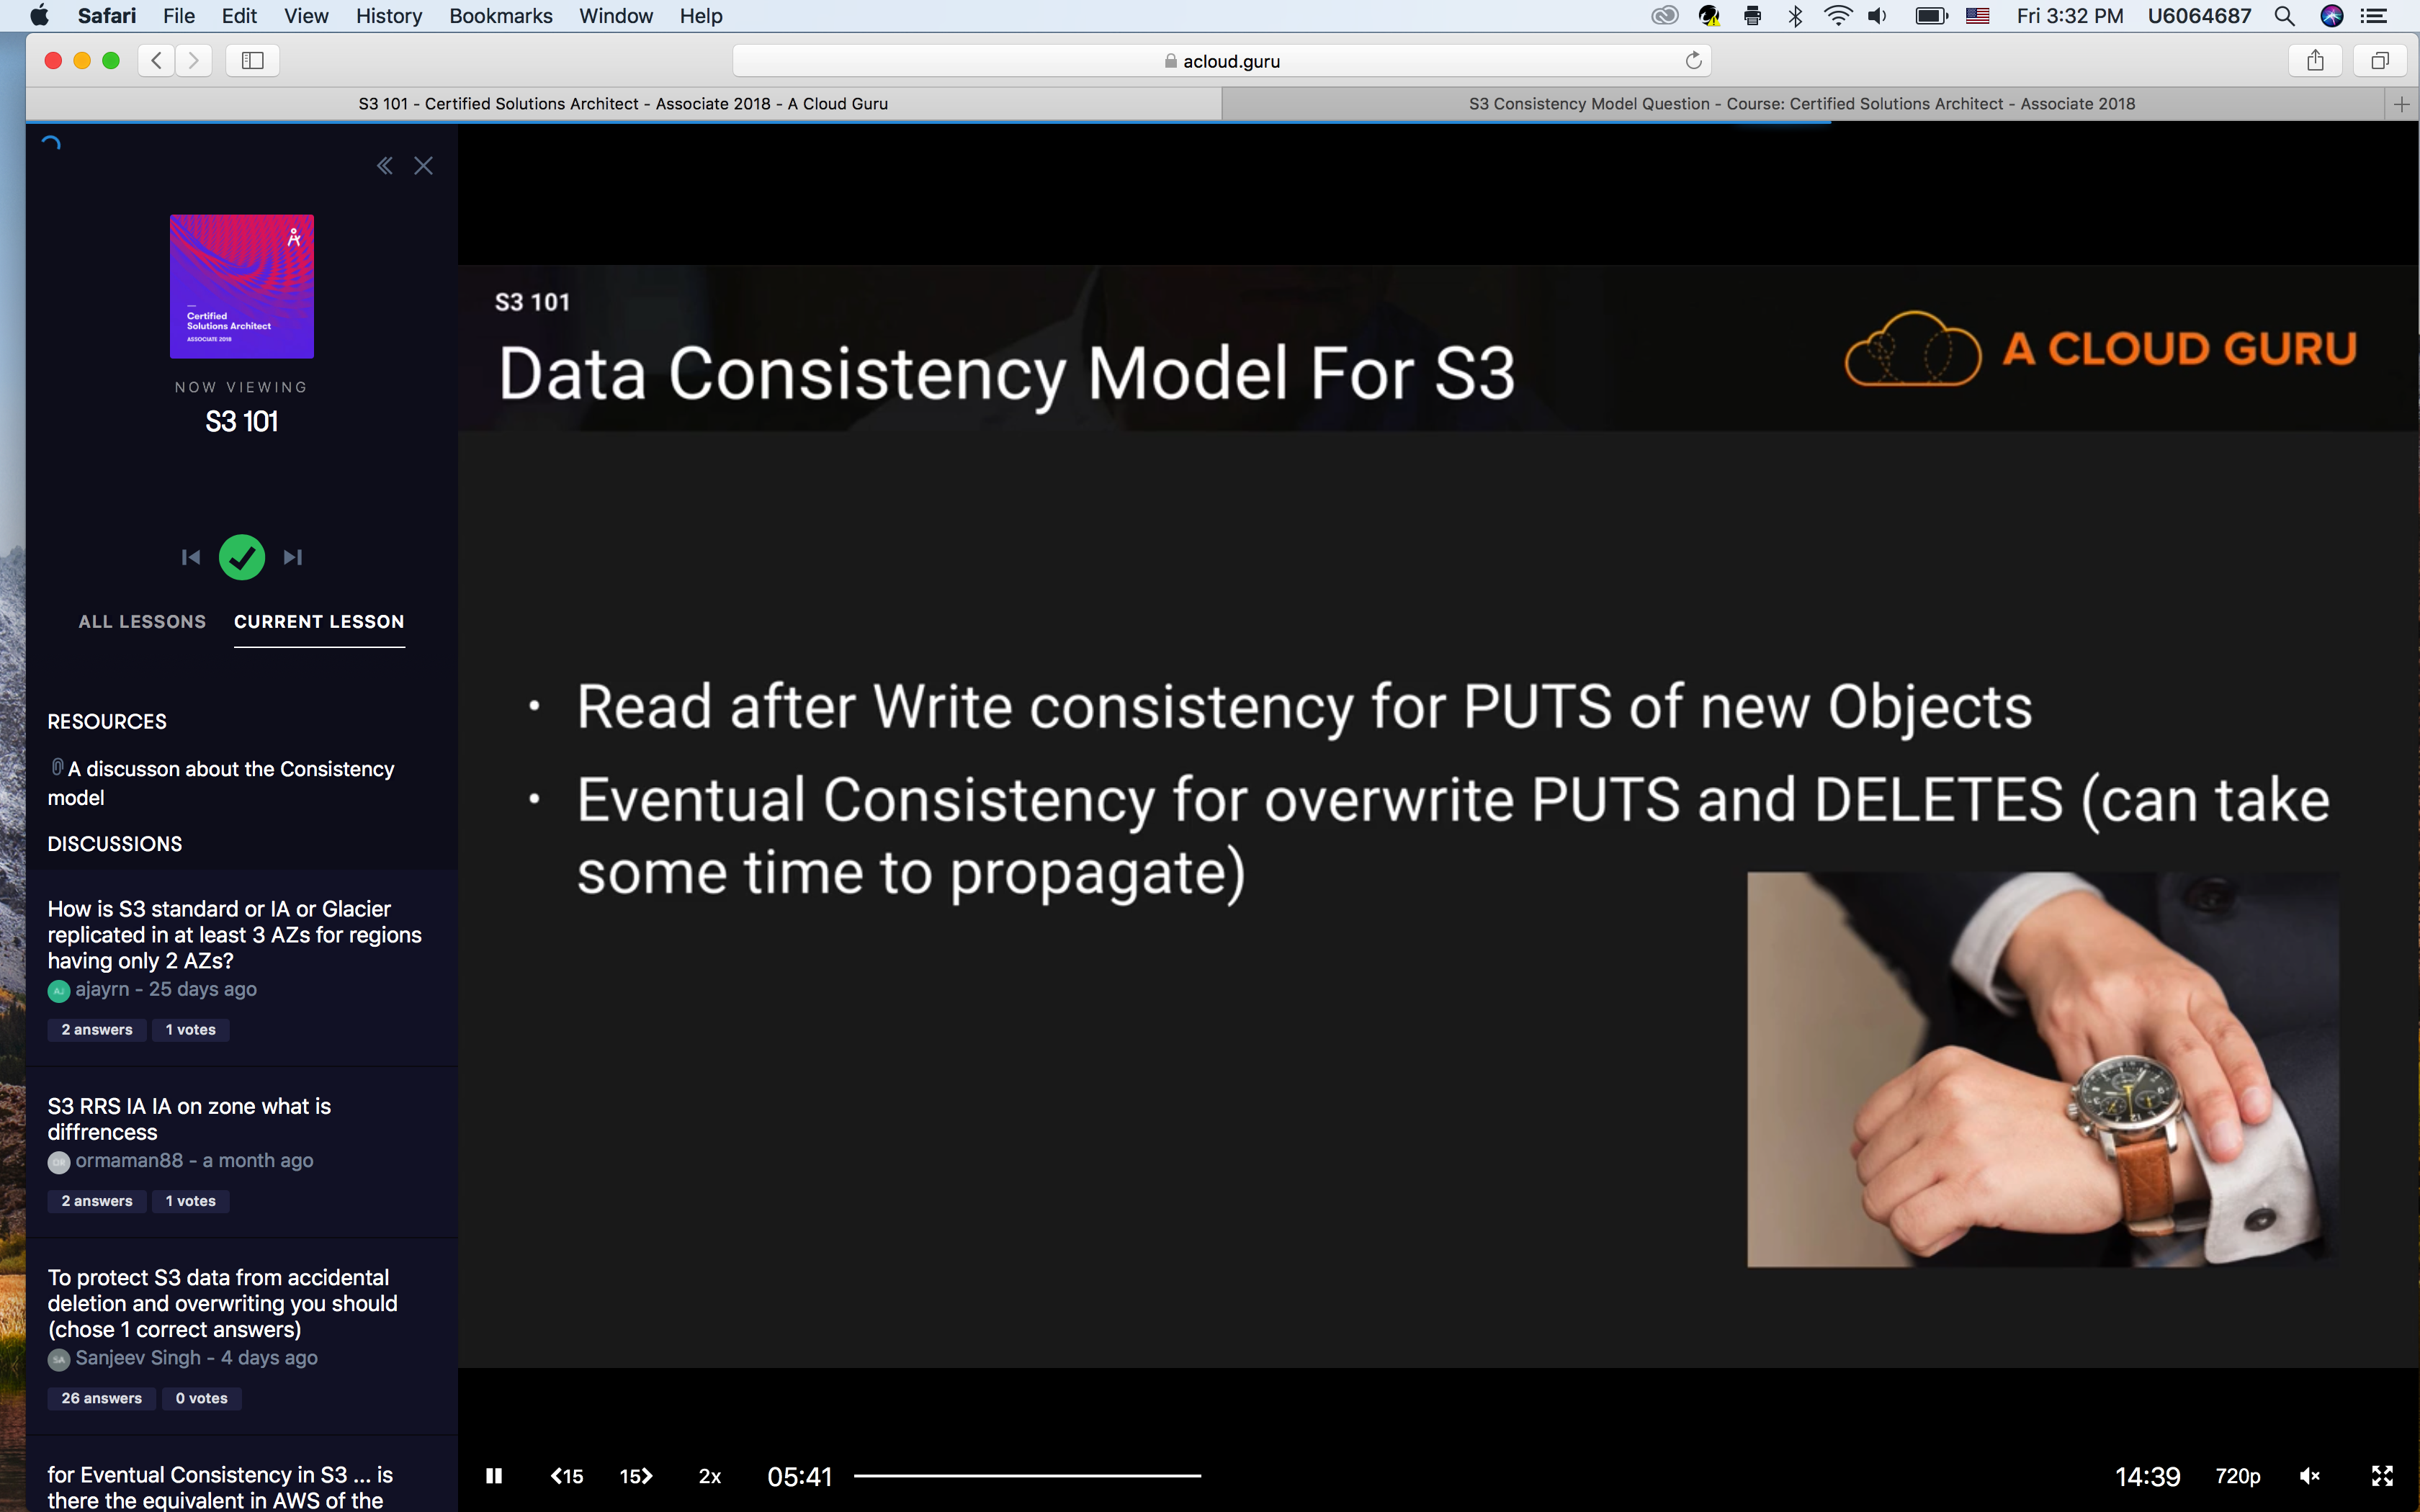 Safari File Edit View History Bookmarks Window Help Fri 3:32 PM U6064687
acloud.guru
S3 101 - Certified Solutions Architect - Associate 2018 - A Cloud Guru
S3 Consistency Model Question - Course: Certified Solutions Architect - Associate 2018
Certified
Solutions Architect
ASSOCIATE 2018
NOW VIEWING
S3 101
ALL LESSONS CURRENT LESSON
RESOURCES
A discusson about the Consistency
model
DISCUSSIONS
How is S3 standard or IA or Glacier
replicated in at least 3 AZs for regions
having only 2 AZs?
AJ ajayrn - 25 days ago
2 answers 1 votes
S3 RRS IA IA on zone what is
diffrencess
OR ormaman88 - a month ago
2 answers 1 votes
To protect S3 data from accidental
deletion and overwriting you should
(chose 1 correct answers)
SA Sanjeev Singh - 4 days ago
26 answers 0 votes
for Eventual Consistency in S3 ... is
there the equivalent in AWS of the
S3 101
Data Consistency Model For S3
A CLOUD GURU
• Read after Write consistency for PUTS of new Objects
• Eventual Consistency for overwrite PUTS and DELETES (can take
some time to propagate)
15 15 2x 05:41 14:39 720p